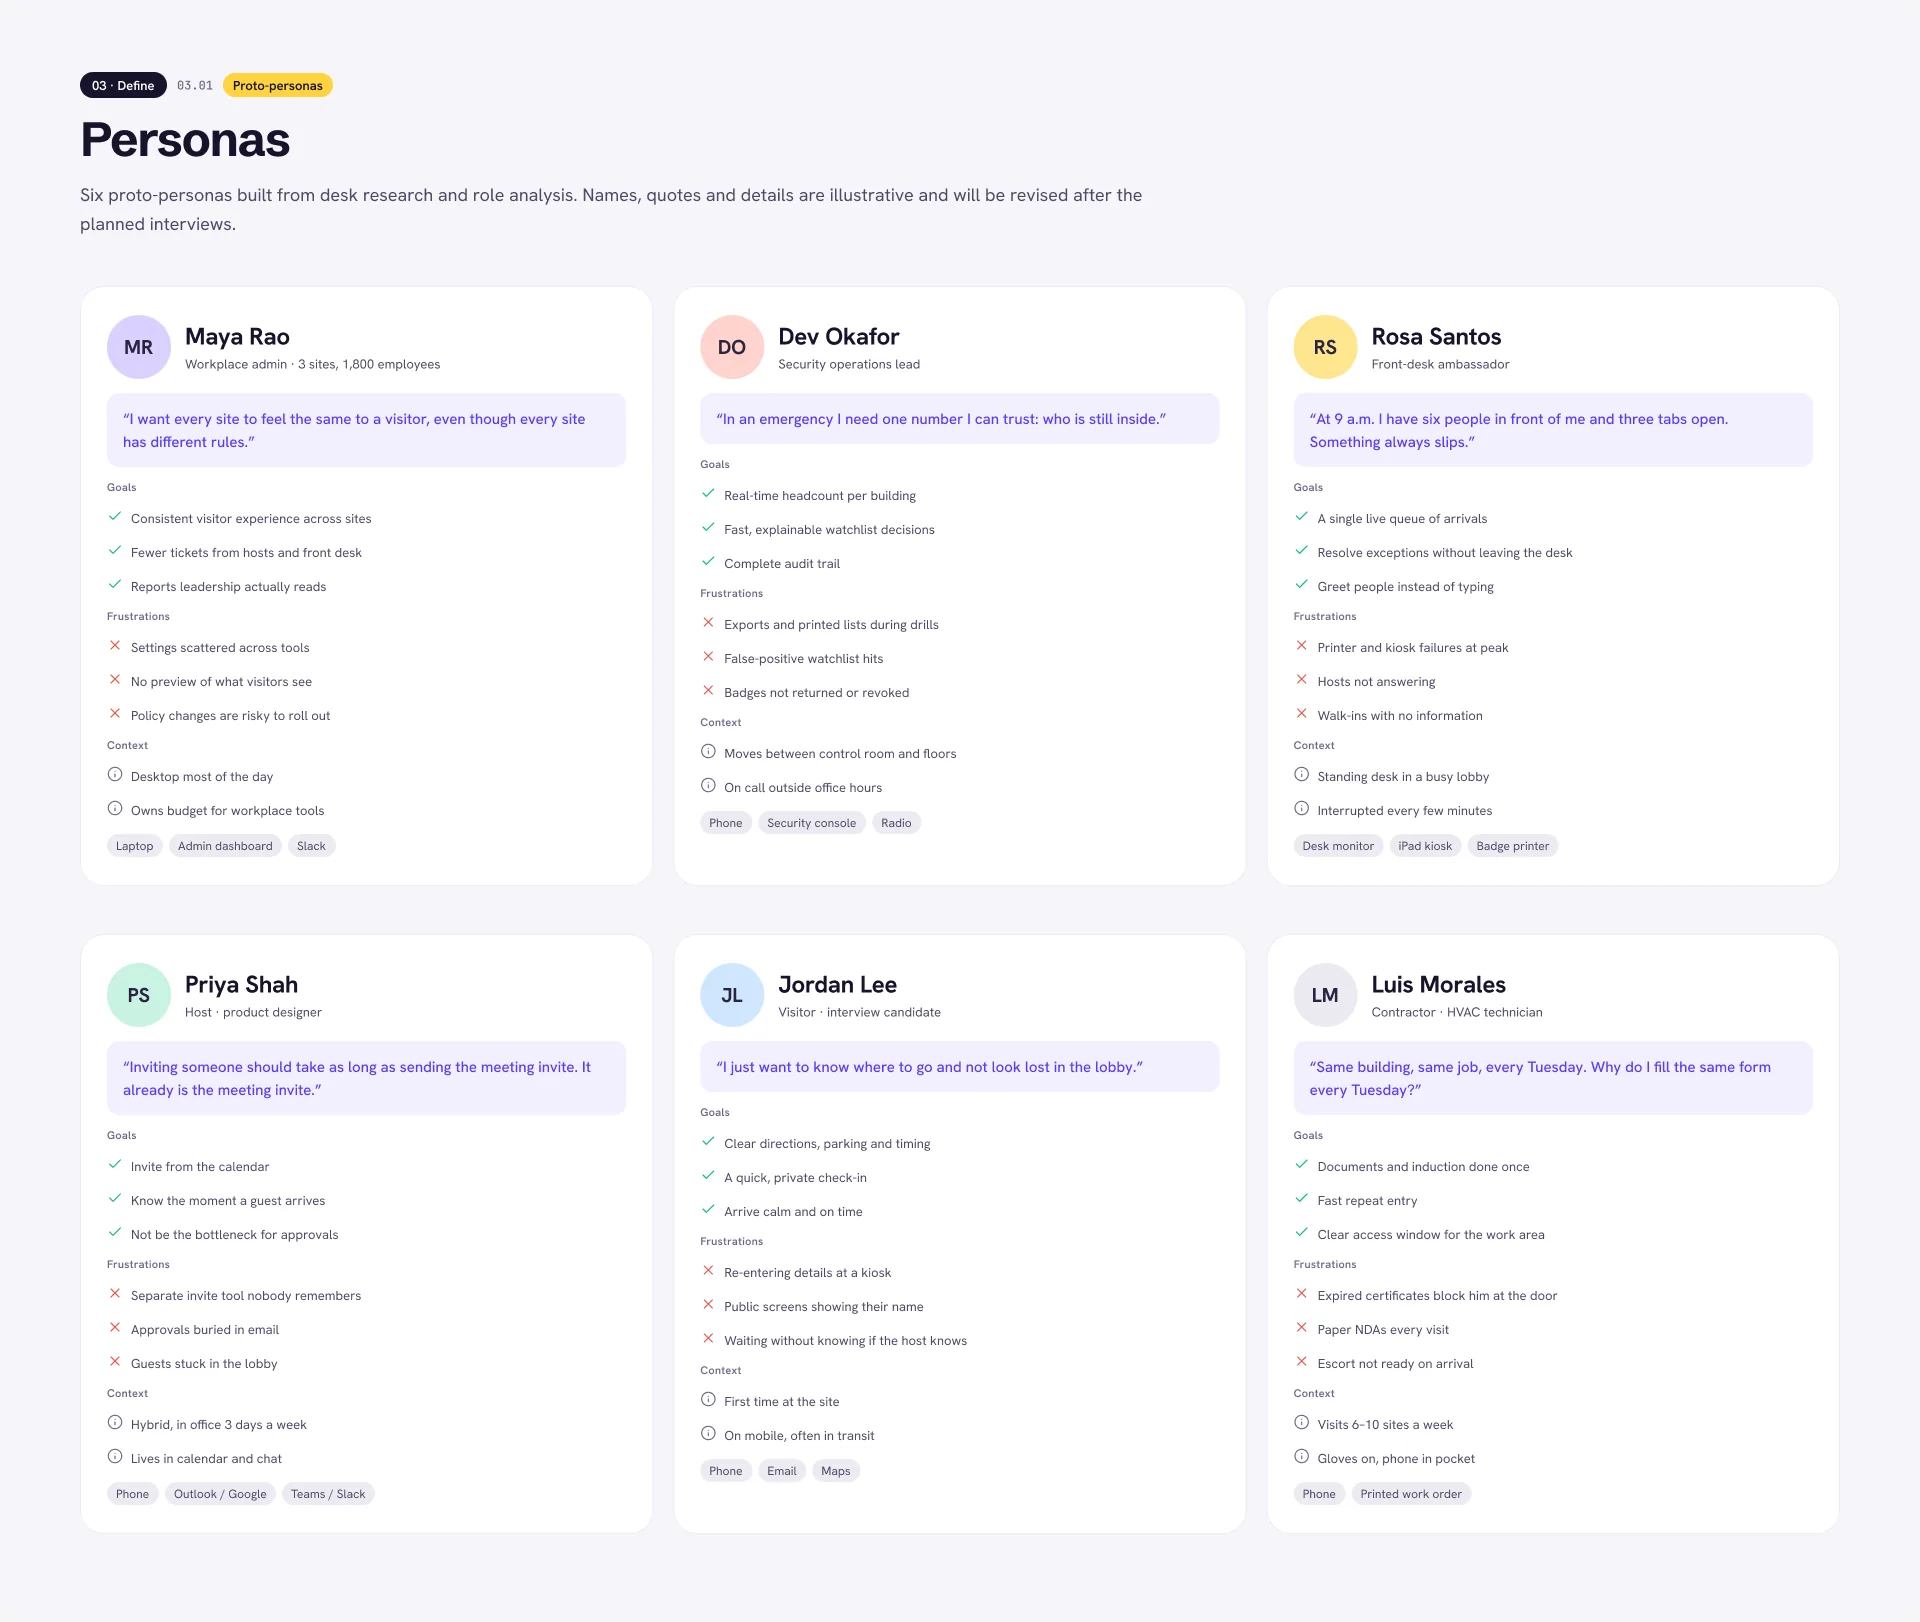 03 · Define 03.01 Proto-personas
Personas
Six proto-personas built from desk research and role analysis. Names, quotes and details are illustrative and will be revised after the
planned interviews.
MR
Maya Rao
Workplace admin · 3 sites, 1,800 employees
“I want every site to feel the same to a visitor, even though every site
has different rules.”
Goals
Consistent visitor experience across sites
Fewer tickets from hosts and front desk
Reports leadership actually reads
Frustrations
Settings scattered across tools
No preview of what visitors see
Policy changes are risky to roll out
Context
Desktop most of the day
Owns budget for workplace tools
Laptop Admin dashboard Slack
DO
Dev Okafor
Security operations lead
“In an emergency I need one number I can trust: who is still inside.”
Goals
Real-time headcount per building
Fast, explainable watchlist decisions
Complete audit trail
Frustrations
Exports and printed lists during drills
False-positive watchlist hits
Badges not returned or revoked
Context
Moves between control room and floors
On call outside office hours
Phone Security console Radio
RS
Rosa Santos
Front-desk ambassador
“At 9 a.m. I have six people in front of me and three tabs open.
Something always slips.”
Goals
A single live queue of arrivals
Resolve exceptions without leaving the desk
Greet people instead of typing
Frustrations
Printer and kiosk failures at peak
Hosts not answering
Walk-ins with no information
Context
Standing desk in a busy lobby
Interrupted every few minutes
Desk monitor iPad kiosk Badge printer
PS
Priya Shah
Host · product designer
“Inviting someone should take as long as sending the meeting invite. It
already is the meeting invite.”
Goals
Invite from the calendar
Know the moment a guest arrives
Not be the bottleneck for approvals
Frustrations
Separate invite tool nobody remembers
Approvals buried in email
Guests stuck in the lobby
Context
Hybrid, in office 3 days a week
Lives in calendar and chat
Phone Outlook / Google Teams / Slack
JL
Jordan Lee
Visitor · interview candidate
“I just want to know where to go and not look lost in the lobby.”
Goals
Clear directions, parking and timing
A quick, private check-in
Arrive calm and on time
Frustrations
Re-entering details at a kiosk
Public screens showing their name
Waiting without knowing if the host knows
Context
First time at the site
On mobile, often in transit
Phone Email Maps
LM
Luis Morales
Contractor · HVAC technician
“Same building, same job, every Tuesday. Why do I fill the same form
every Tuesday?”
Goals
Documents and induction done once
Fast repeat entry
Clear access window for the work area
Frustrations
Expired certificates block him at the door
Paper NDAs every visit
Escort not ready on arrival
Context
Visits 6–10 sites a week
Gloves on, phone in pocket
Phone Printed work order